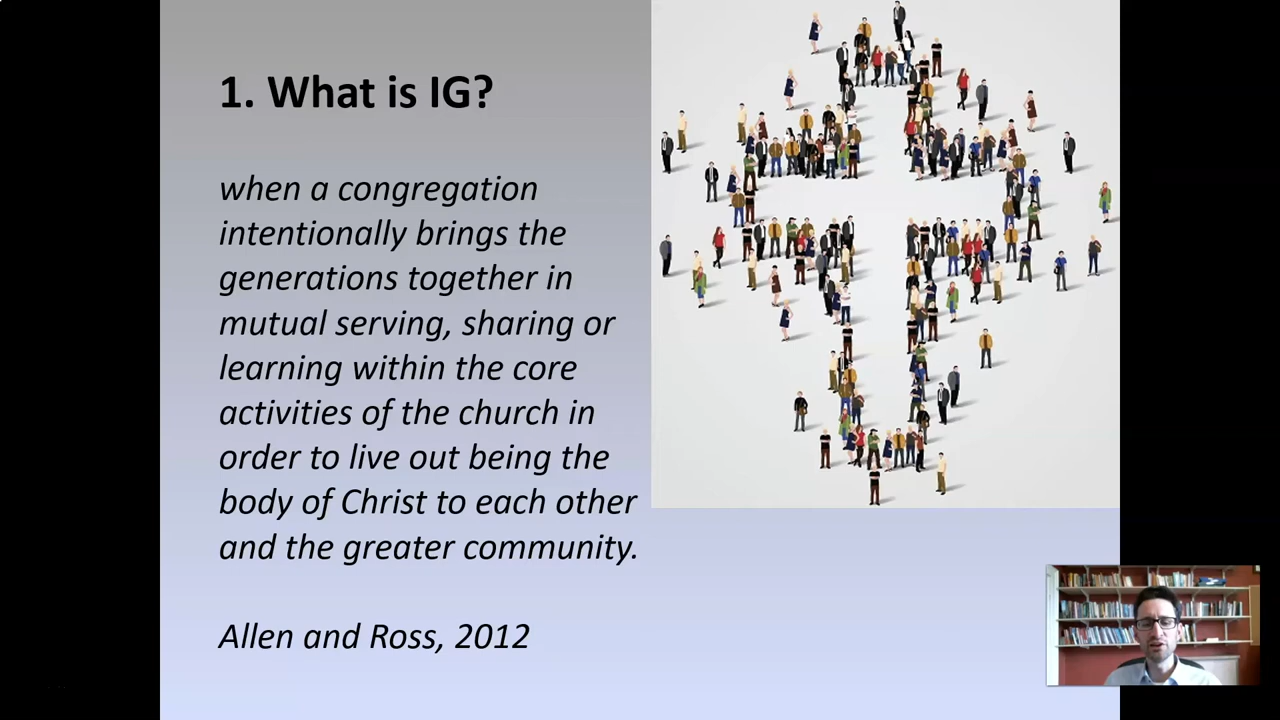 1. What is IG?
when a congregation
intentionally brings the
generations together in
mutual serving, sharing or
learning within the core
activities of the church in
order to live out being the
body of Christ to each other
and the greater community.
Allen and Ross, 2012